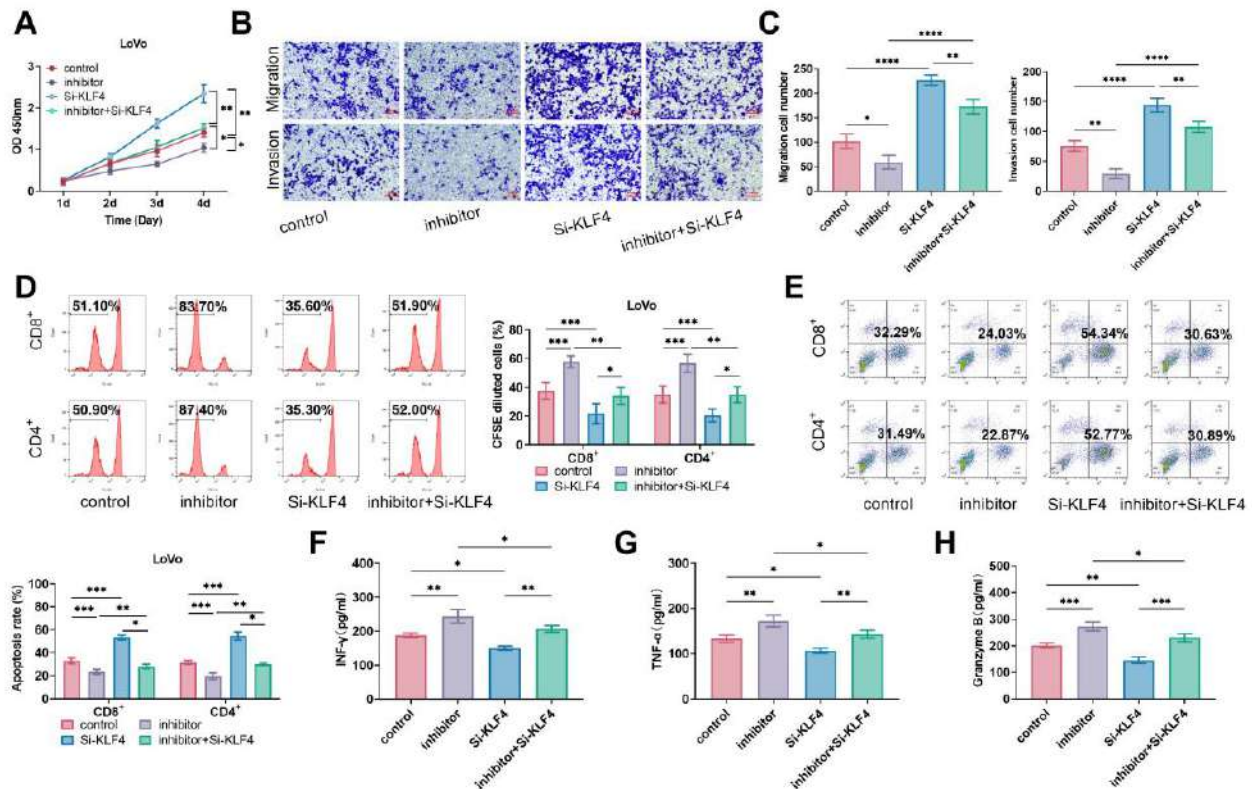 A
LoVo
control
inhibitor
Si-KLF4
inhibitor+Si-KLF4
OD 450nm
3
2
1
0
**
**
*
*
1d 2d 3d 4d
Time (Day)
B
Migration
Invasion
control inhibitor Si-KLF4 inhibitor+Si-KLF4
C
Migration cell number
250
200
150
100
50
0
****
****
**
*
control inhibitor Si-KLF4 inhibitor+Si-KLF4
Invasion cell number
200
150
100
50
0
****
****
**
**
control inhibitor Si-KLF4 inhibitor+Si-KLF4
D
CD8+
51.10% 83.70% 35.60% 51.90%
CD4+
50.90% 87.40% 35.30% 52.00%
control inhibitor Si-KLF4 inhibitor+Si-KLF4
LoVo
CFSE diluted cells (%)
80
60
40
20
0
*** ***
*** ** *** **
* *
CD8+ CD4+
control inhibitor
Si-KLF4 inhibitor+Si-KLF4
E
CD8+
32.29% 24.03% 54.34% 30.63%
CD4+
31.49% 22.87% 52.77% 30.89%
control inhibitor Si-KLF4 inhibitor+Si-KLF4
LoVo
Apoptosis rate (%)
100
80
60
40
20
0
*** ***
*** ** *** **
* *
CD8+ CD4+
control inhibitor
Si-KLF4 inhibitor+Si-KLF4
F
INF-γ(pg/ml)
400
300
200
100
0
*
*
** **
control inhibitor Si-KLF4 inhibitor+Si-KLF4
G
TNF-α (pg/ml)
300
200
150
100
50
0
*
*
** **
control inhibitor Si-KLF4 inhibitor+Si-KLF4
H
Granzyme B(pg/ml)
500
400
300
200
100
0
*
**
*** ***
control inhibitor Si-KLF4 inhibitor+Si-KLF4